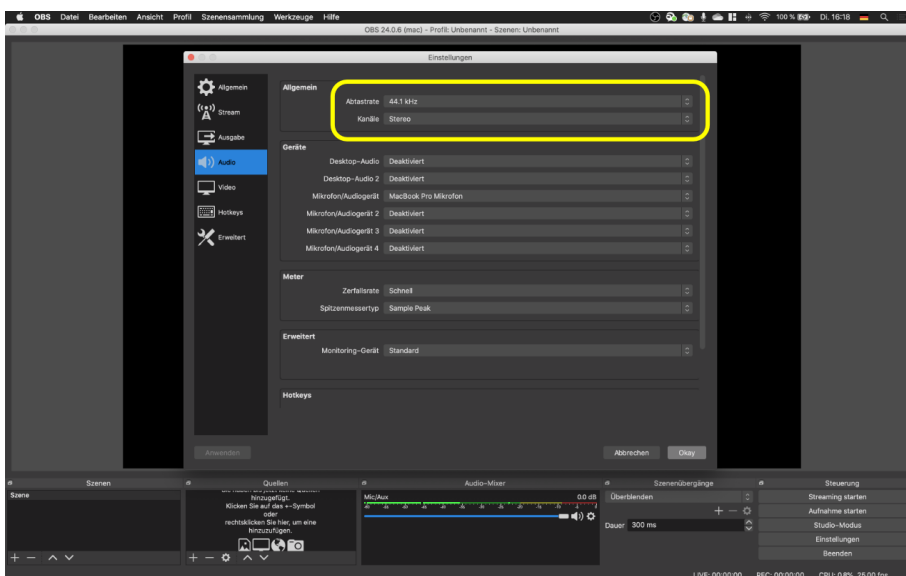 OBS Datei Bearbeiten Ansicht Profil Szenensammlung Werkzeuge Hilfe 100 % Di. 16:18
OBS 24.0.6 (mac) - Profil: Unbenannt - Szenen: Unbenannt
Einstellungen
Allgemein
Stream
Ausgabe
Audio
Video
Hotkeys
Erweitert
Allgemein
Abtastrate 44.1 kHz
Kanäle Stereo
Geräte
Desktop-Audio Deaktiviert
Desktop-Audio 2 Deaktiviert
Mikrofon/Audiogerät MacBook Pro Mikrofon
Mikrofon/Audiogerät 2 Deaktiviert
Mikrofon/Audiogerät 3 Deaktiviert
Mikrofon/Audiogerät 4 Deaktiviert
Meter
Zerfallsrate Schnell
Spitzenmessertyp Sample Peak
Erweitert
Monitoring-Gerät Standard
Hotkeys
Anwenden
Abbrechen Okay
Szenen
Szene
Quellen
hinzugefügt.
Klicken Sie auf
das +-Symbol
oder
rechtsklicken
Sie hier, um eine
hinzuzufügen.
Audio-Mixer
Mic/Aux 0.0 dB
Szenenübergänge
Überblenden
Dauer 300 ms
Steuerung
Streaming starten
Aufnahme starten
Studio-Modus
Einstellungen
Beenden
LIVE: 00:00:00 REC: 00:00:00 CPU: 0.8%, 25.00 fps